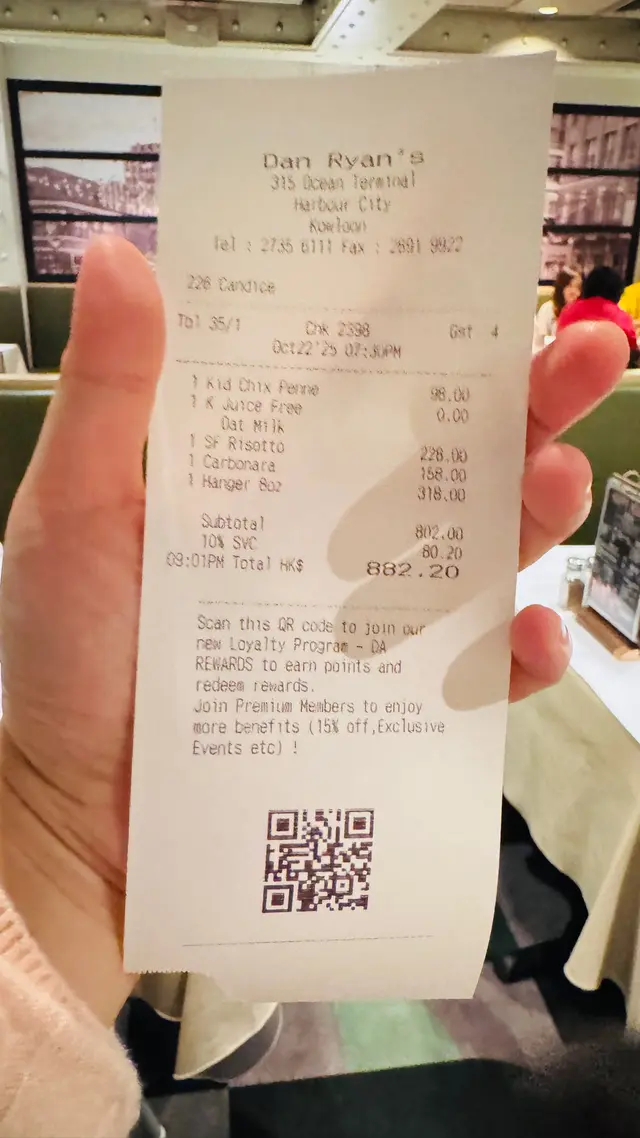 Dan Ryan's
315 Ocean Terminal
Harbour City
Kowloon
Tel : 2735 6111 Fax : 2691 9922
226 Candice
Tbl 35/1 Chk 2398 Gst 4
Oct22'25 07:30PM
1 Kid Chix Penne 98.00
1 K Juice Free 0.00
Oat Milk
1 SF Risotto 228.00
1 Carbonara 158.00
1 Hanger 8oz 318.00
Subtotal 802.00
10% SVC 80.20
09:01PM Total HK$ 882.20
Scan this QR code to join our
new Loyalty Program - DA
REWARDS to earn points and
redeem rewards.
Join Premium Members to enjoy
more benefits (15% off,Exclusive
Events etc) !